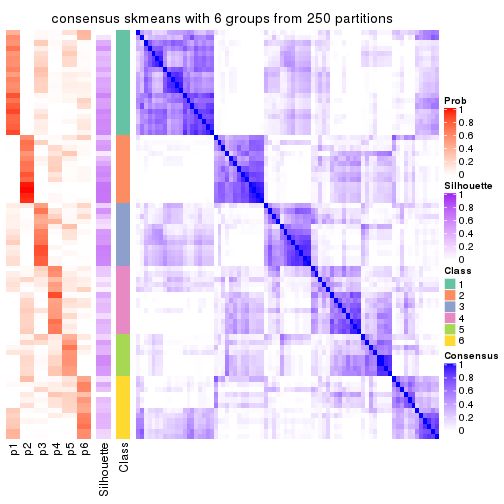 consensus skmeans with 6 groups from 250 partitions
Prob
1
0.8
0.6
0.4
0.2
0
Silhouette
1
0.8
0.6
0.4
0.2
0
Class
1
2
3
4
5
6
Consensus
1
0.8
0.6
0.4
0.2
0
p1
p2
p3
p4
p5
p6
Silhouette
Class